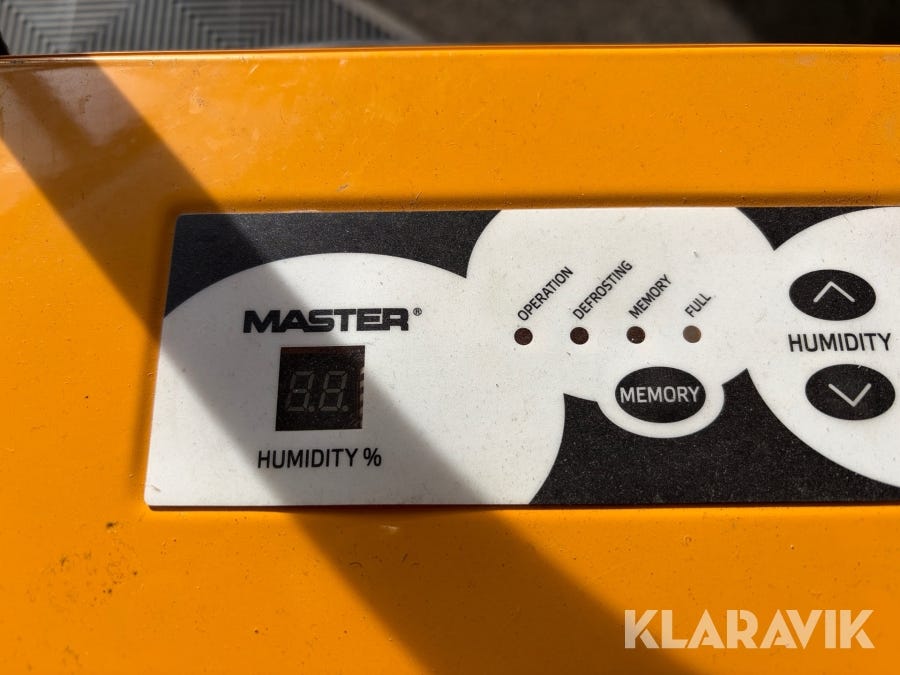 MASTER®
HUMIDITY %
OPERATION
DEFROSTING
MEMORY
FULL
MEMORY
HUMIDITY
KLARAVIK